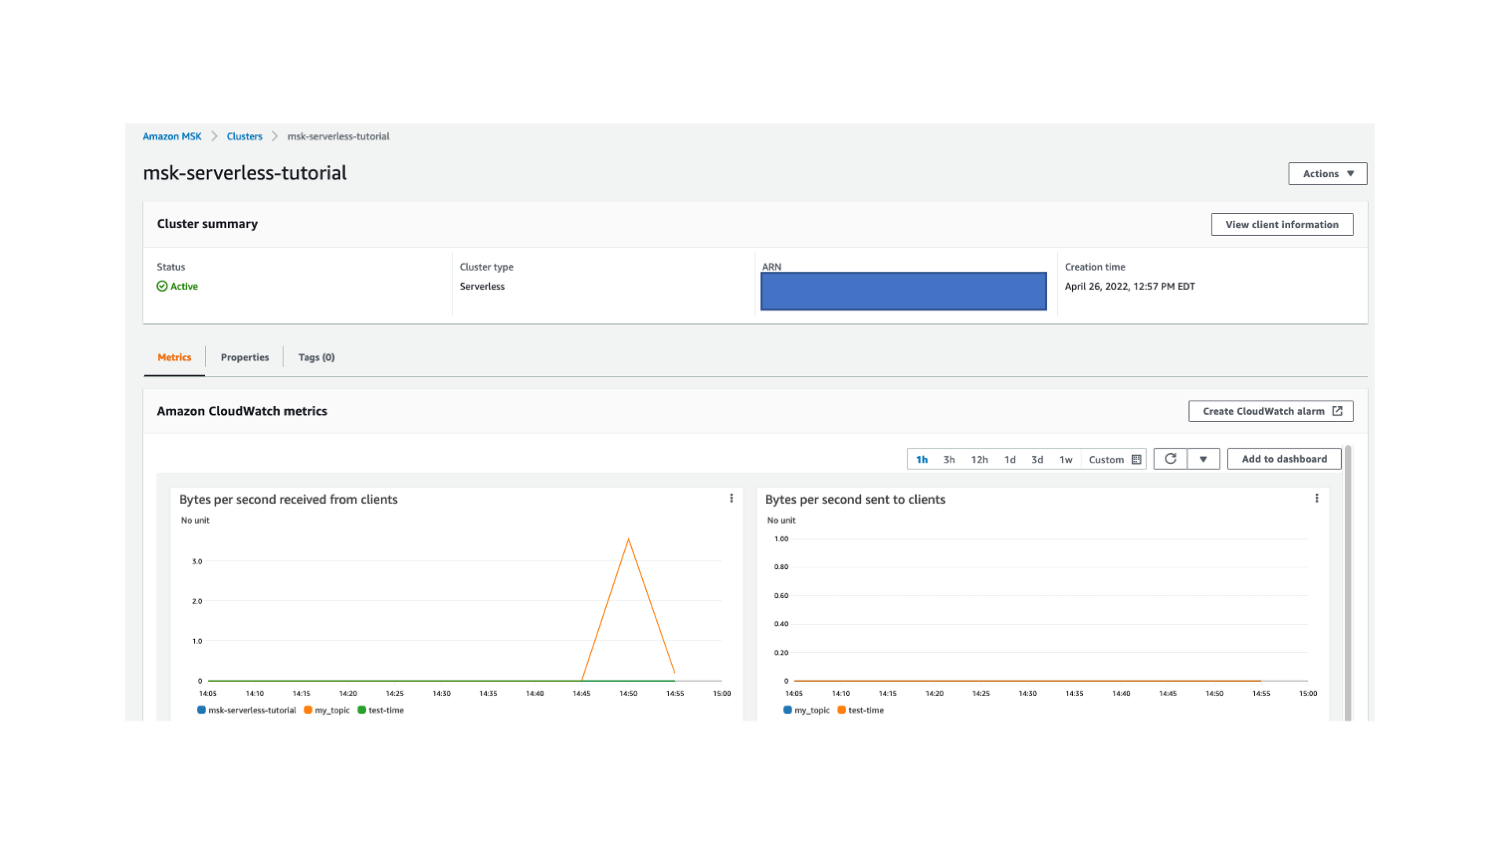 Amazon MSK > Clusters > msk-serverless-tutorial
msk-serverless-tutorial
Actions ▼
Cluster summary
View client information
Status
Active
Cluster type
Serverless
ARN
Creation time
April 26, 2022, 12:57 PM EDT
Metrics
Properties
Tags (0)
Amazon CloudWatch metrics
Create CloudWatch alarm
1h 3h 12h 1d 3d 1w Custom
Add to dashboard
Bytes per second received from clients
No unit
3.0
2.0
1.0
0
14:05 14:10 14:15 14:20 14:25 14:30 14:35 14:40 14:45 14:50 14:55 15:00
msk-serverless-tutorial my_topic test-time
Bytes per second sent to clients
No unit
1.00
0.80
0.60
0.40
0.20
0
14:05 14:10 14:15 14:20 14:25 14:30 14:35 14:40 14:45 14:50 14:55 15:00
my_topic test-time